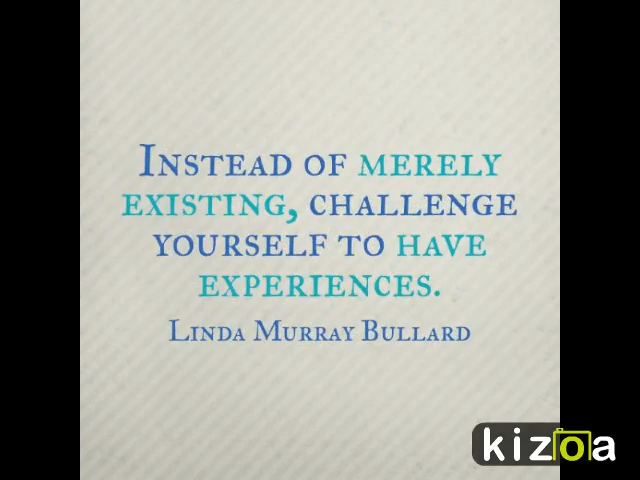 Instead of merely
existing, challenge
yourself to have
experiences.
Linda Murray Bullard
kizoa